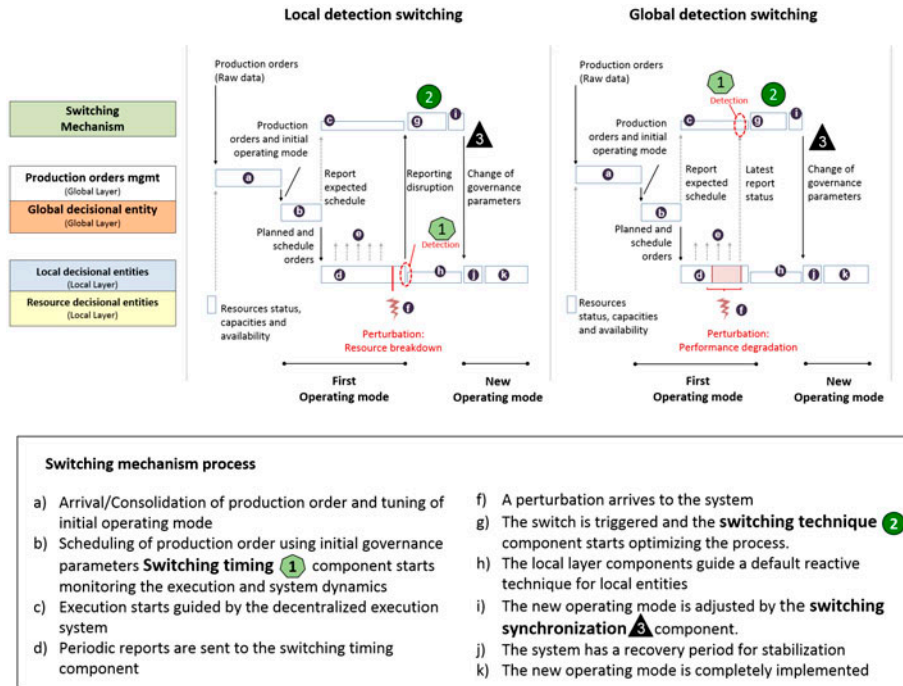 Local detection switching
Global detection switching
Switching
Mechanism
Production orders mgmt
(Global Layer)
Global decisional entity
(Global Layer)
Local decisional entities
(Local Layer)
Resource decisional entities
(Local Layer)
Production orders
(Raw data)
2
c
g
i
Production
orders and initial
operating mode
3
a
Report
expected
schedule
Reporting
disruption
Change of
governance
parameters
b
Planned and
schedule
orders
e
1
Detection
d
h
j
k
Resources status,
capacities and
availability
f
Perturbation:
Resource breakdown
First
Operating mode
New
Operating mode
Production orders
(Raw data)
1
Detection
2
c
g
i
Production
orders and initial
operating mode
3
a
Report
expected
schedule
Latest
report
status
Change of
governance
parameters
b
Planned and
schedule
orders
e
d
h
j
k
Resources
status, capacities
and availability
f
Perturbation:
Performance degradation
First
Operating mode
New
Operating mode
Switching mechanism process
a) Arrival/Consolidation of production order and tuning of
initial operating mode
b) Scheduling of production order using initial governance
parameters Switching timing 1 component starts
monitoring the execution and system dynamics
c) Execution starts guided by the decentralized execution
system
d) Periodic reports are sent to the switching timing
component
f) A perturbation arrives to the system
g) The switch is triggered and the switching technique 2
component starts optimizing the process.
h) The local layer components guide a default reactive
technique for local entities
i) The new operating mode is adjusted by the switching
synchronization 3 component.
j) The system has a recovery period for stabilization
k) The new operating mode is completely implemented